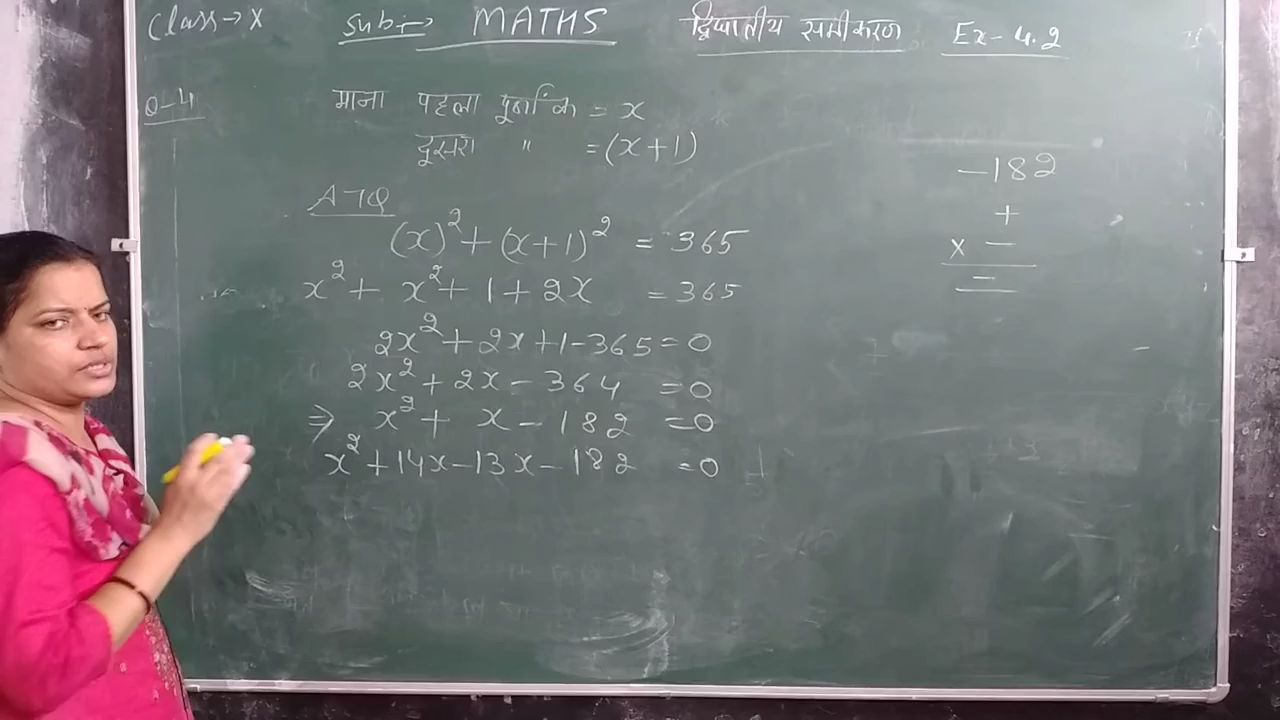 Class→X Sub:→ MATHS द्विघातीय समीकरण Ex-4.2
Q-4
माना पहला पूर्णांक = x
दूसरा " =(x+1)
ATQ
(x)²+(x+1)² = 365
x²+ x²+1+2x =365
2x²+2x+1-365=0
2x²+2x-364 =0
⇒ x²+ x-182 =0
x²+14x-13x-182 =0
-182
+
x -
-